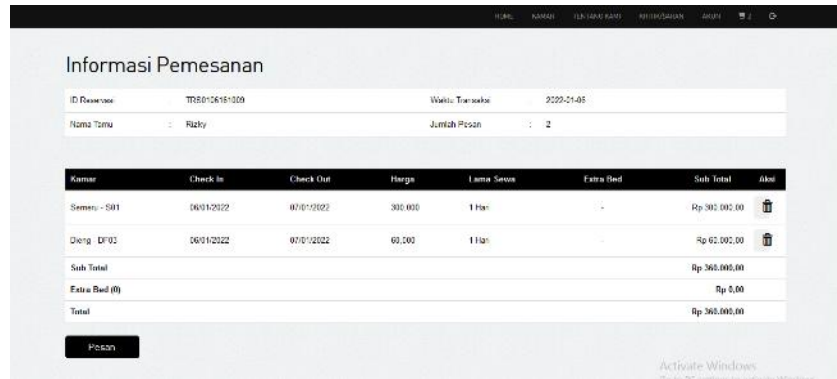 HOME KAMAR TENTANG KAMI KRITIK/SARAN AKUN 2
Informasi Pemesanan
ID Reservasi : TRS0106161009 Waktu Transaksi : 2022-01-06
Nama Tamu : Rizky Jumlah Pesan : 2
Kamar Check In Check Out Harga Lama Sewa Extra Bed Sub Total Aksi
Semeru - S01 06/01/2022 07/01/2022 300,000 1 Hari - Rp 300.000,00
Dieng - DF03 06/01/2022 07/01/2022 60,000 1 Hari - Rp 60.000,00
Sub Total Rp 360.000,00
Extra Bed (0) Rp 0,00
Total Rp 360.000,00
Pesan
Activate Windows